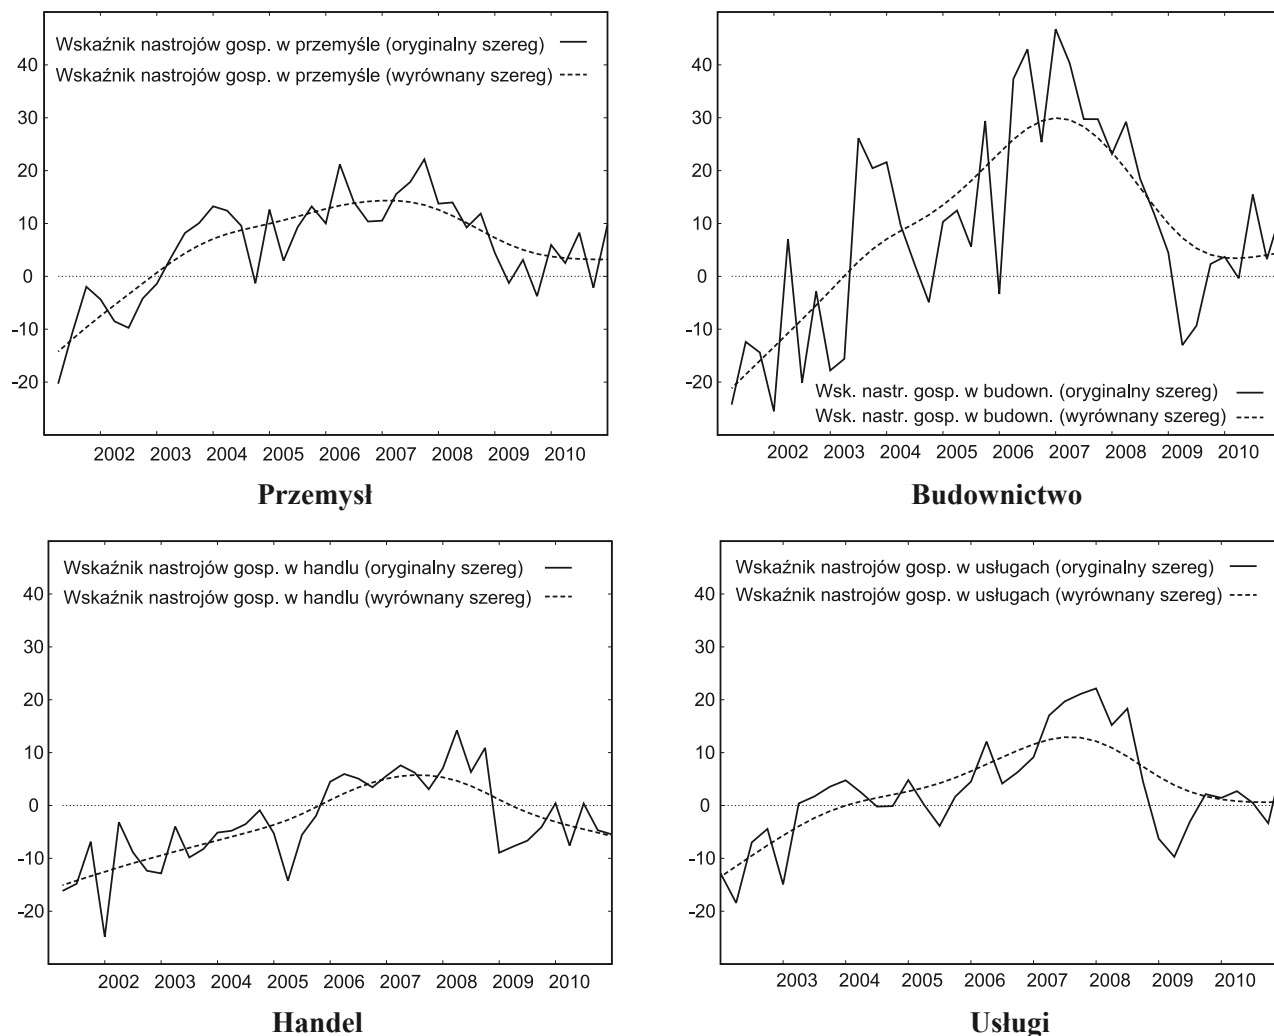 Wskaźnik nastrojów gosp. w przemyśle (oryginalny szereg)
Wskaźnik nastrojów gosp. w przemyśle (wyrównany szereg)
40
30
20
10
0
-10
-20
2002 2003 2004 2005 2006 2007 2008 2009 2010
Przemysł
40
30
20
10
0
-10
-20
Wsk. nastr. gosp. w budown. (oryginalny szereg)
Wsk. nastr. gosp. w budown. (wyrównany szereg)
2002 2003 2004 2005 2006 2007 2008 2009 2010
Budownictwo
Wskaźnik nastrojów gosp. w handlu (oryginalny szereg)
Wskaźnik nastrojów gosp. w handlu (wyrównany szereg)
40
30
20
10
0
-10
-20
2002 2003 2004 2005 2006 2007 2008 2009 2010
Handel
Wskaźnik nastrojów gosp. w usługach (oryginalny szereg)
Wskaźnik nastrojów gosp. w usługach (wyrównany szereg)
40
30
20
10
0
-10
-20
2003 2004 2005 2006 2007 2008 2009 2010
Usługi